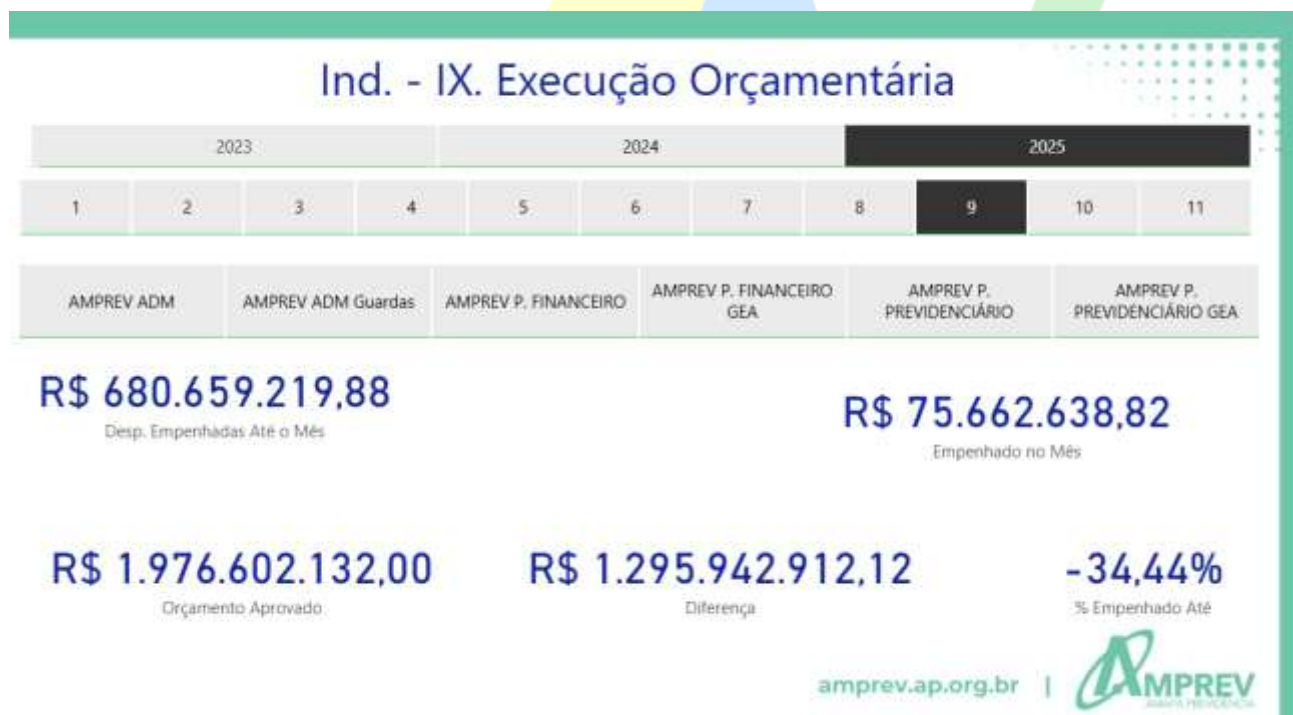 Ind. - IX. Execução Orçamentária
2023 2024 2025
1 2 3 4 5 6 7 8 9 10 11
AMPREV ADM
AMPREV ADM Guardas
AMPREV P. FINANCEIRO
AMPREV P. FINANCEIRO
GEA
AMPREV P.
PREVIDENCIÁRIO
AMPREV P.
PREVIDENCIÁRIO GEA
R$ 680.659.219,88
Desp. Empenhadas Até o Mês
R$ 75.662.638,82
Empenhado no Mês
R$ 1.976.602.132,00
Orçamento Aprovado
R$ 1.295.942.912,12
Diferença
-34,44%
% Empenhado Até
amprev.ap.org.br |
AMPREV
AMAPÁ PREVIDÊNCIA